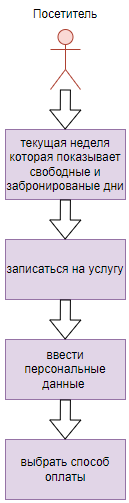 Посетитель
текущая неделя
которая показывает
свободные и
забронированые дни
записаться на услугу
ввести
персональные
данные
выбрать способ
оплаты